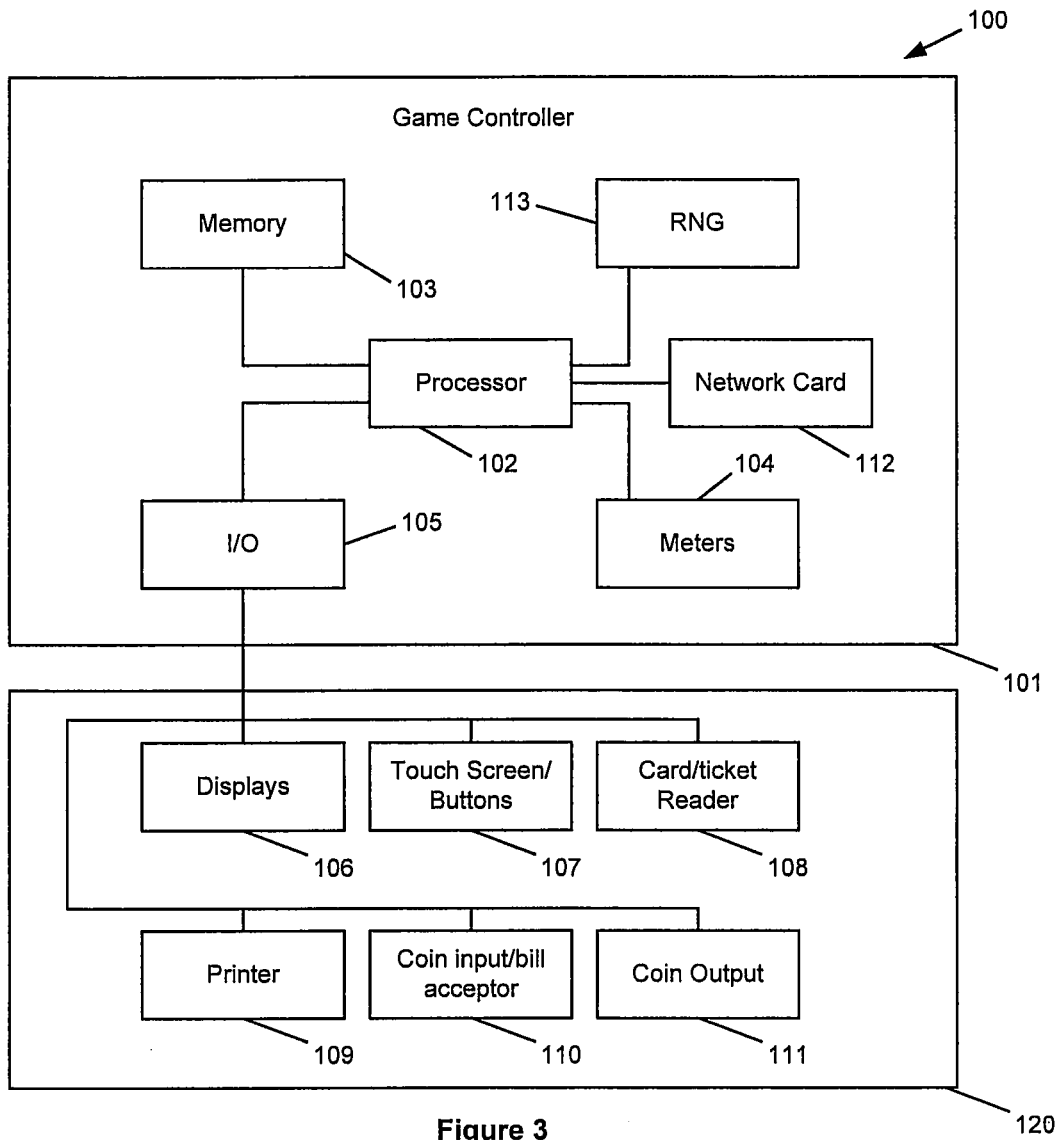 100
Game Controller
Memory
103
113
RNG
Processor
102
Network Card
112
I/O
105
104
Meters
101
Displays
106
Touch Screen/
Buttons
107
Card/ticket
Reader
108
Printer
109
Coin input/bill
acceptor
110
Coin Output
111
120
Figure 3